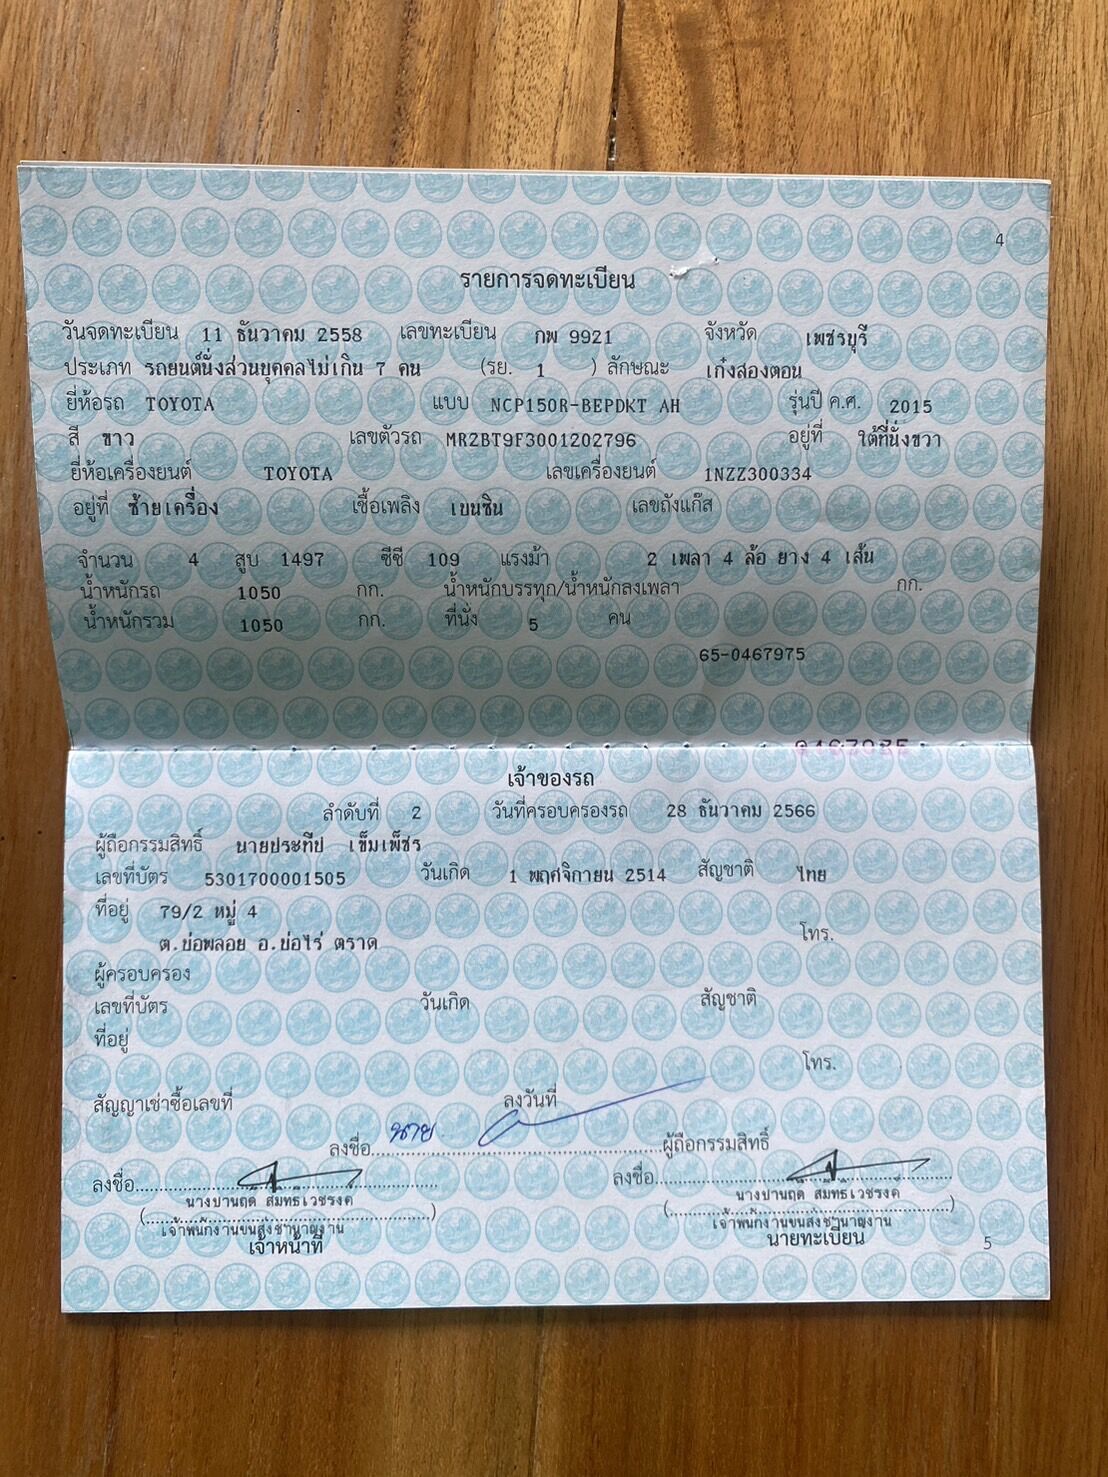 4
รายการจดทะเบียน
วันจดทะเบียน 11 ธันวาคม 2558 เลขทะเบียน กพ 9921 จังหวัด เพชรบุรี
ประเภท รถยนต์นั่งส่วนบุคคลไม่เกิน 7 คน (รย. 1 ) ลักษณะ เก๋งสองตอน
ยี่ห้อรถ TOYOTA แบบ NCP150R-BEPDKT AH รุ่นปี ค.ศ. 2015
สี ขาว เลขตัวรถ MR2BT9F3001202796 อยู่ที่ ใต้ที่นั่งขวา
ยี่ห้อเครื่องยนต์ TOYOTA เลขเครื่องยนต์ 1NZZ300334
อยู่ที่ ซ้ายเครื่อง เชื้อเพลิง เบนซิน เลขถังแก๊ส
จำนวน 4 สูบ 1497 ซีซี 109 แรงม้า 2 เพลา 4 ล้อ ยาง 4 เส้น
น้ำหนักรถ 1050 กก. น้ำหนักบรรทุก/น้ำหนักลงเพลา กก.
น้ำหนักรวม 1050 กก. ที่นั่ง 5 คน
65-0467975
เจ้าของรถ
ลำดับที่ 2 วันที่ครอบครองรถ 28 ธันวาคม 2566
ผู้ถือกรรมสิทธิ์ นายประทีป เข็มเพ็ชร
เลขที่บัตร 5301700001505 วันเกิด 1 พฤศจิกายน 2514 สัญชาติ ไทย
ที่อยู่ 79/2 หมู่ 4
ต.บ่อพลอย อ.บ่อไร่ ตราด โทร.
ผู้ครอบครอง
เลขที่บัตร วันเกิด สัญชาติ
ที่อยู่
โทร.
สัญญาเช่าซื้อเลขที่ ลงวันที่
ลงชื่อ นาย ผู้ถือกรรมสิทธิ์
ลงชื่อ ลงชื่อ
(นางปานฤดี สัมทธิ์เวชรงค์) (นางปานฤดี สัมทธิ์เวชรงค์)
เจ้าพนักงานขนส่งชำนาญงาน เจ้าพนักงานขนส่งชำนาญงาน
เจ้าหน้าที่ นายทะเบียน
5